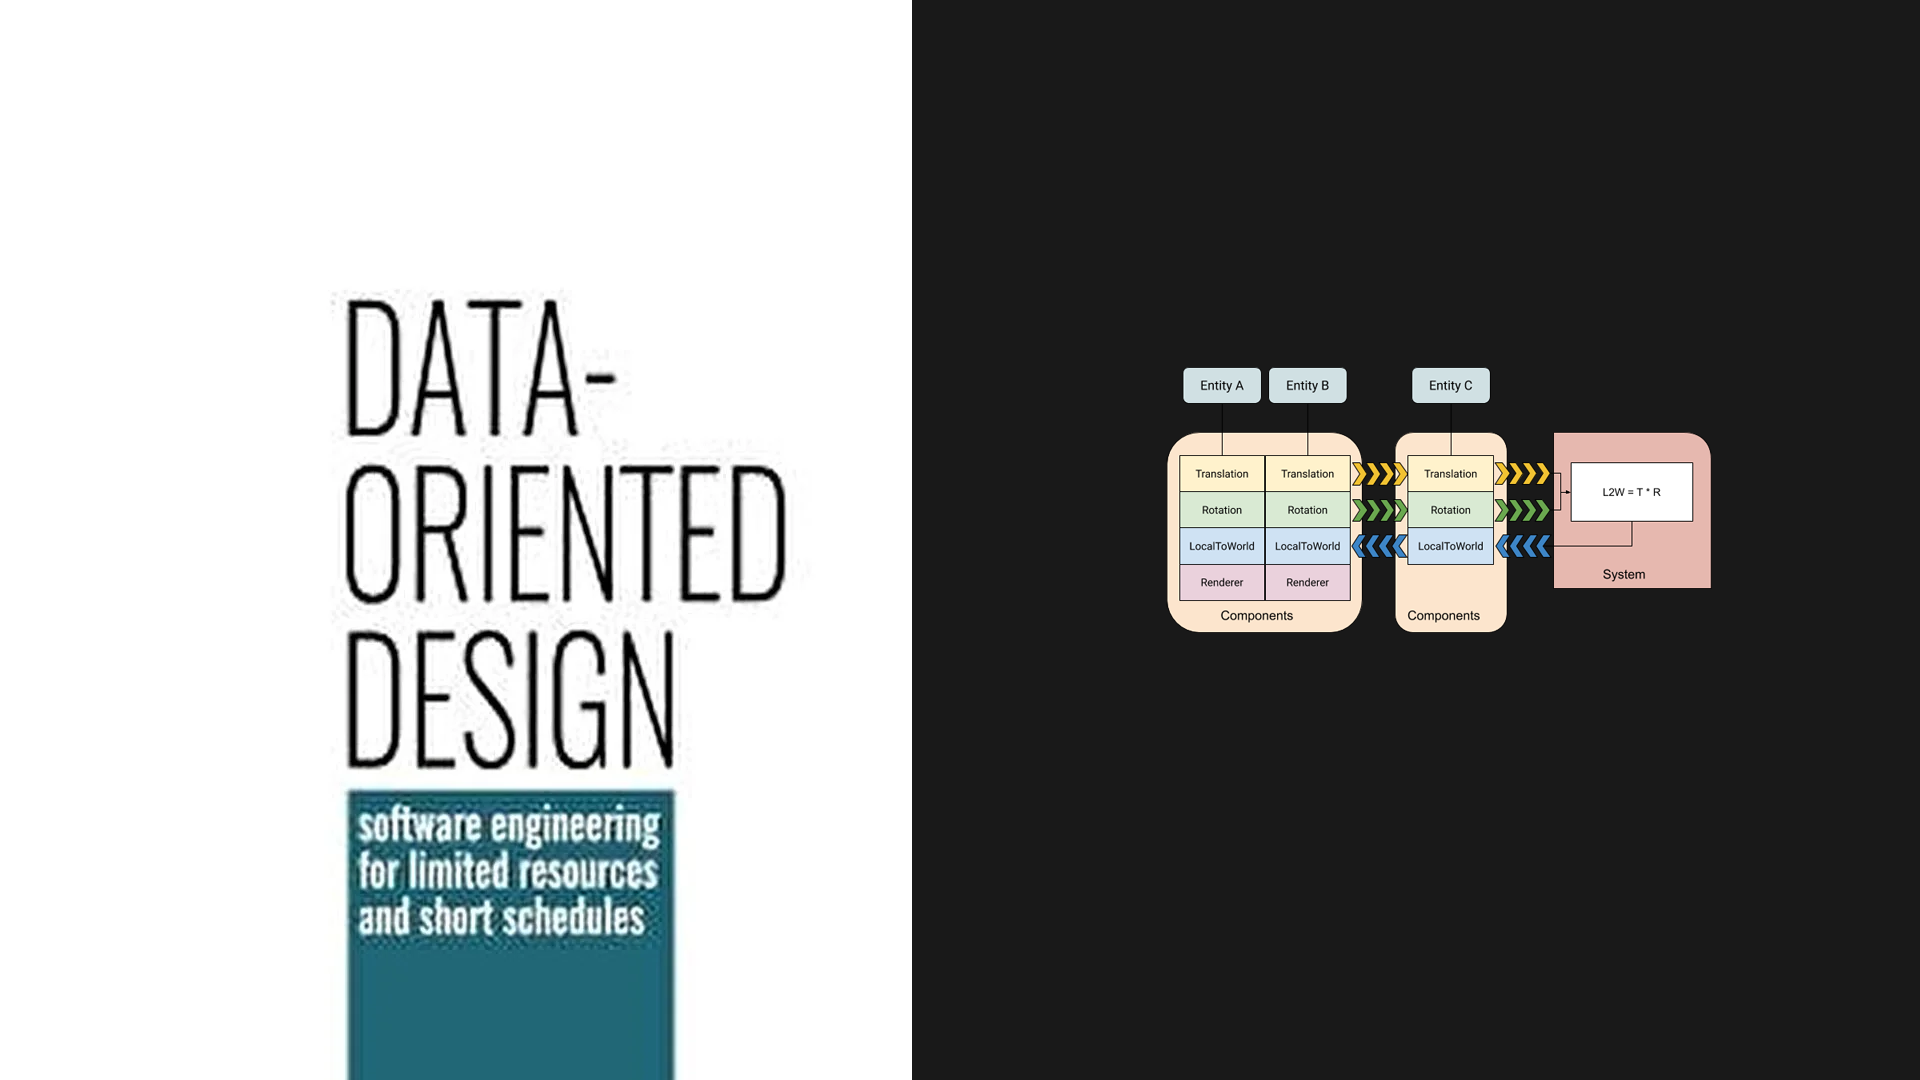 DATA-
ORIENTED
DESIGN
software engineering
for limited resources
and short schedules
Entity A
Entity B
Entity C
Translation
Translation
Translation
Rotation
Rotation
Rotation
L2W = T * R
LocalToWorld
LocalToWorld
LocalToWorld
Renderer
Renderer
System
Components
Components